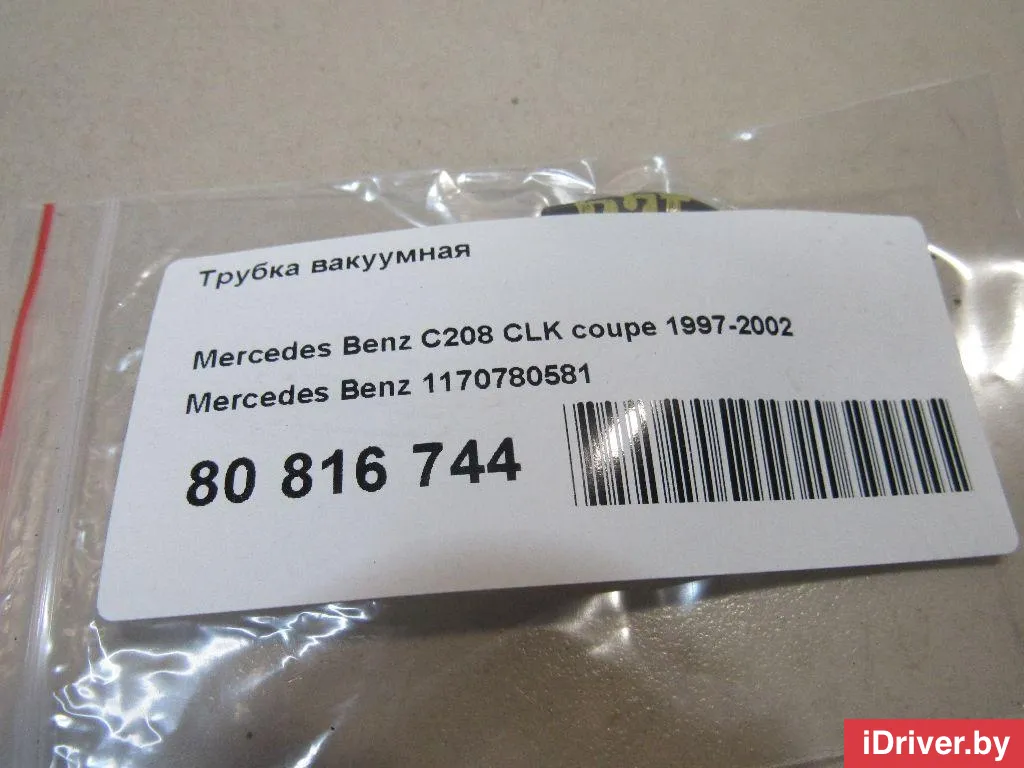 Трубка вакуумная
Mercedes Benz C208 CLK coupe 1997-2002
Mercedes Benz 1170780581
80 816 744
iDriver.by